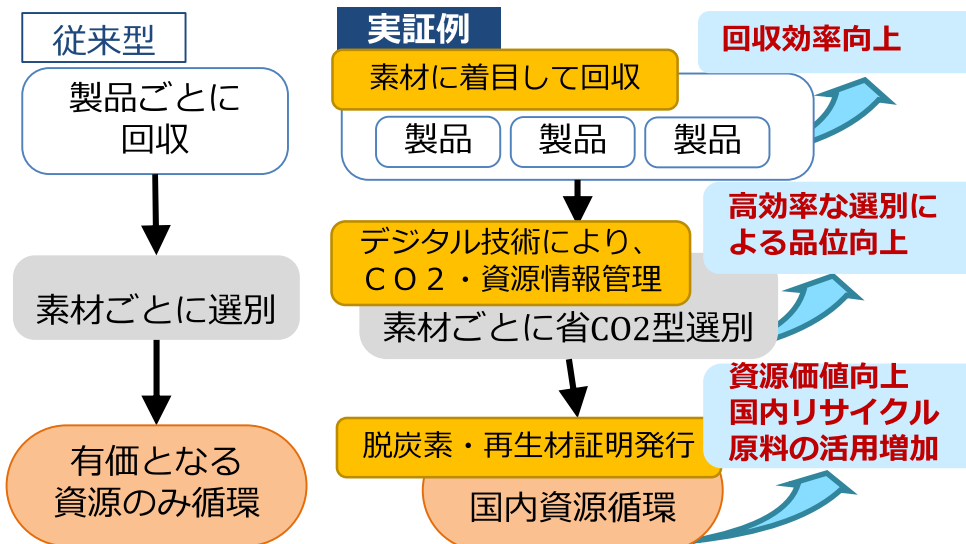 従来型
製品ごとに
回収
素材ごとに選別
有価となる
資源のみ循環
実証例
素材に着目して回収
製品 製品 製品
回収効率向上
デジタル技術により、
ＣＯ２・資源情報管理
素材ごとに省CO2型選別
高効率な選別に
よる品位向上
脱炭素・再生材証明発行
国内資源循環
資源価値向上
国内リサイクル
原料の活用増加